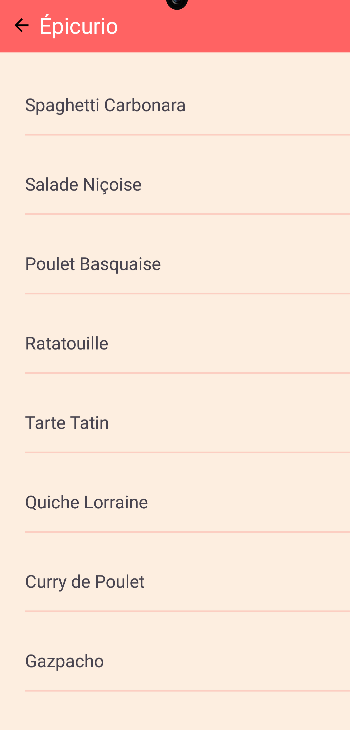 Épicurio
Spaghetti Carbonara
Salade Niçoise
Poulet Basquaise
Ratatouille
Tarte Tatin
Quiche Lorraine
Curry de Poulet
Gazpacho